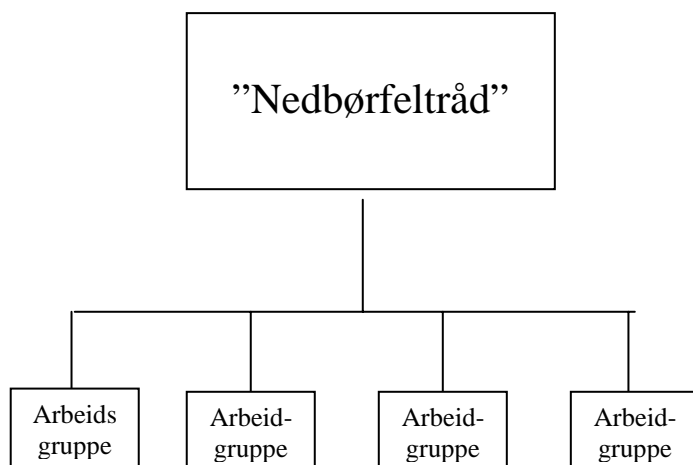 ”Nedbørfeltråd”
Arbeids
gruppe
Arbeid-
gruppe
Arbeid-
gruppe
Arbeid-
gruppe